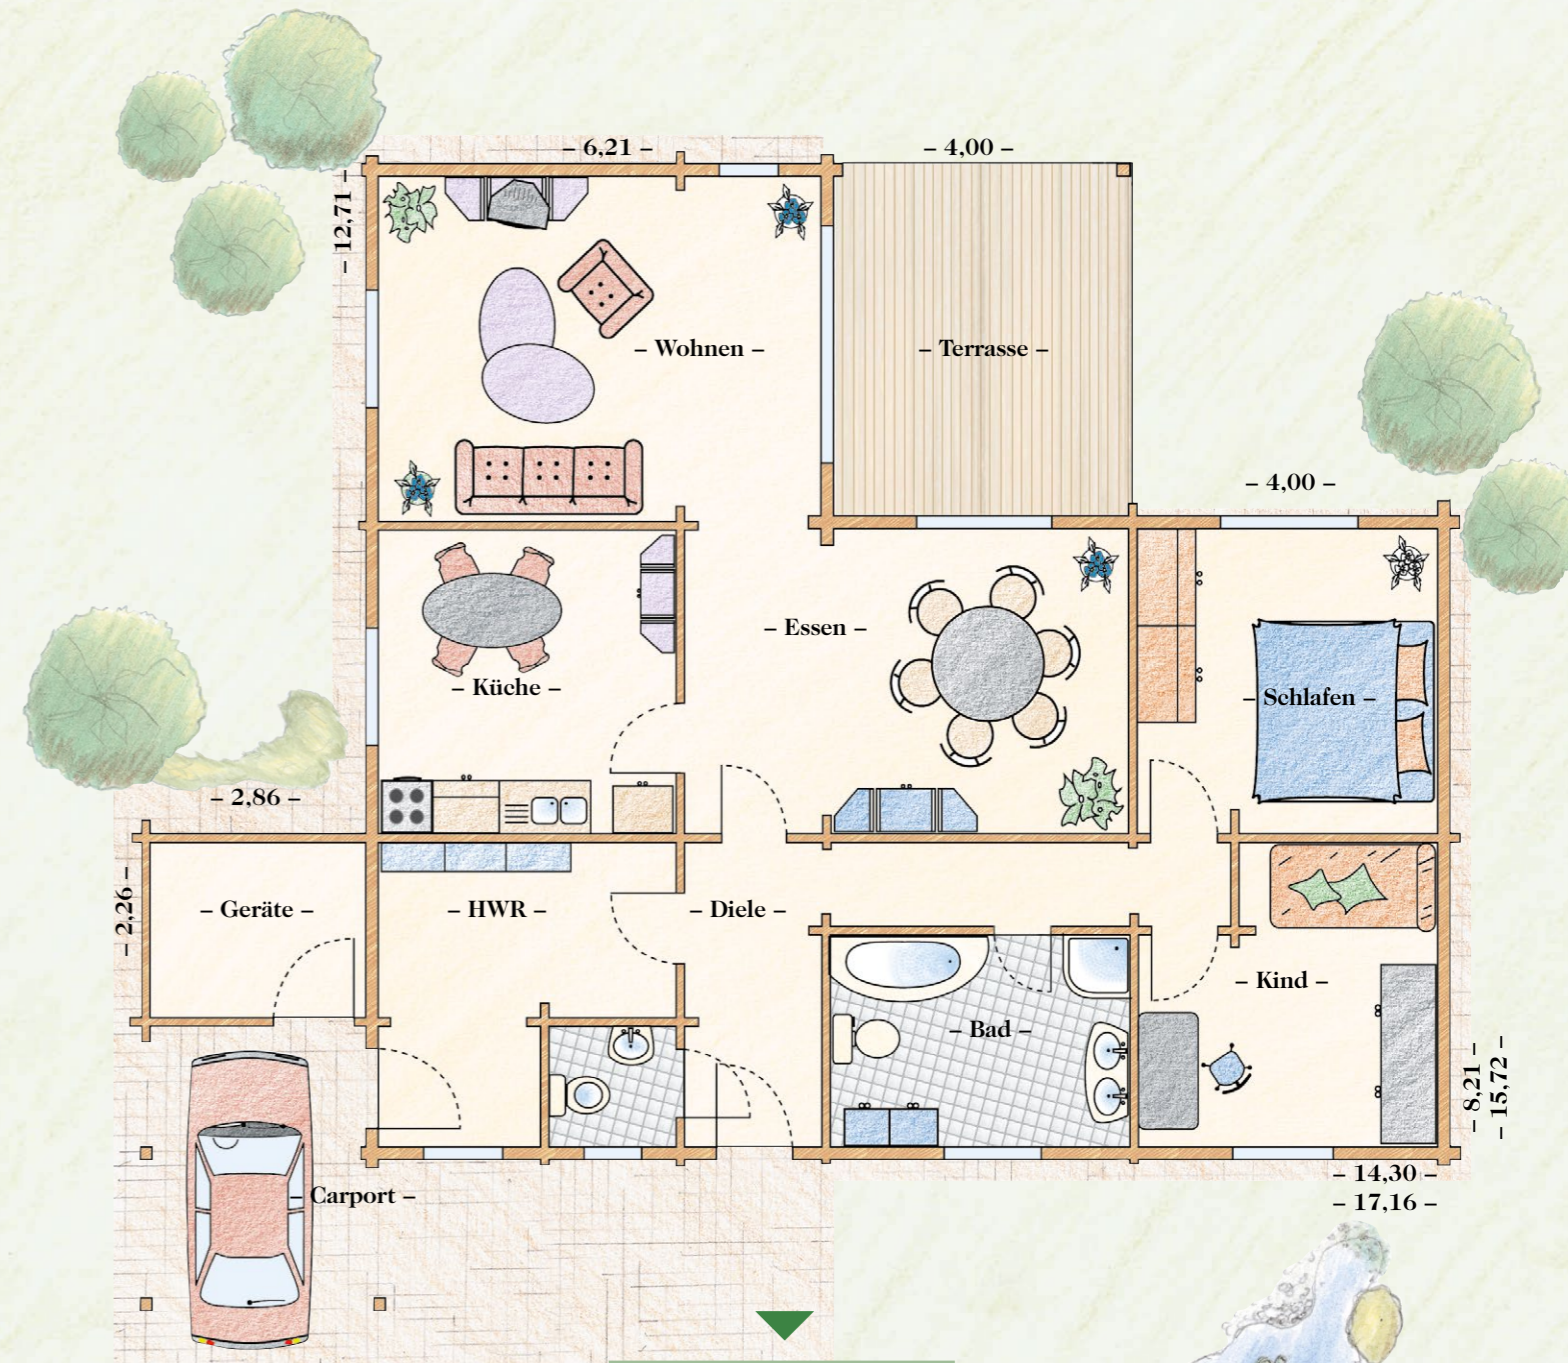 – 6,21 –
– 4,00 –
– 12,71 –
– Wohnen –
– Terrasse –
– 4,00 –
– Essen –
– Küche –
– Schlafen –
– 2,86 –
– 2,26 –
– Geräte –
– HWR –
– Diele –
– Kind –
– Bad –
– 8,21 –
– 15,72 –
– 14,30 –
– Carport –
– 17,16 –